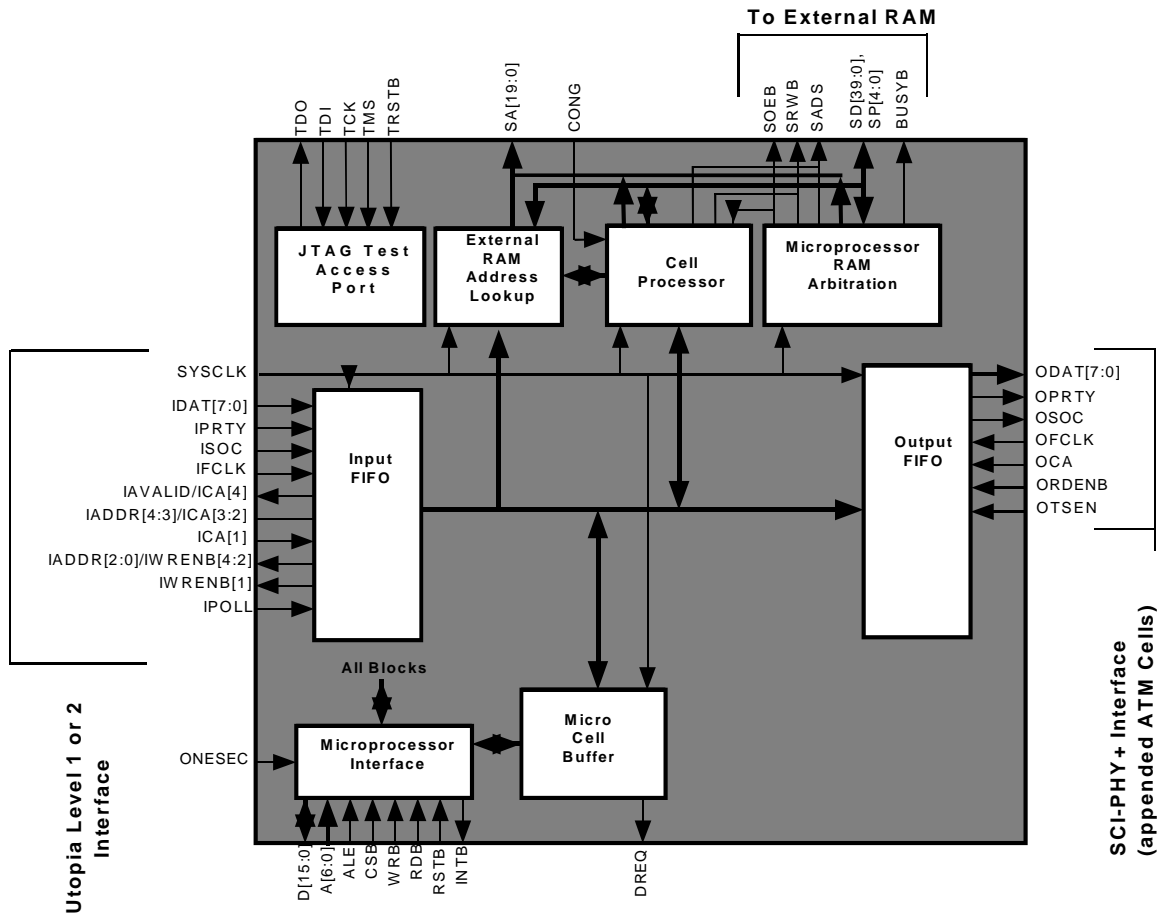 To External RAM
TDO
TDI
TCK
TMS
TRSTB
SA[19:0]
CONG
SOEB
SRWB
SADS
SD[39:0],
SP[4:0]
BUSYB
JTAG Test
Access
Port
External
RAM
Address
Lookup
Cell
Processor
Microprocessor
RAM
Arbitration
SYSCLK
IDAT[7:0]
IPRTY
ISOC
IFCLK
IAVALID/ICA[4]
IADDR[4:3]/ICA[3:2]
ICA[1]
IADDR[2:0]/IWRENB[4:2]
IWRENB[1]
IPOLL
Input
FIFO
Output
FIFO
ODAT[7:0]
OPRTY
OSOC
OFCLK
OCA
ORDENB
OTSEN
All Blocks
Microprocessor
Interface
Micro
Cell
Buffer
ONESEC
D[15:0]
A[6:0]
ALE
CSB
WRB
RDB
RSTB
INTB
DREQ
Utopia Level 1 or 2
Interface
SCI-PHY+ Interface
(appended ATM Cells)